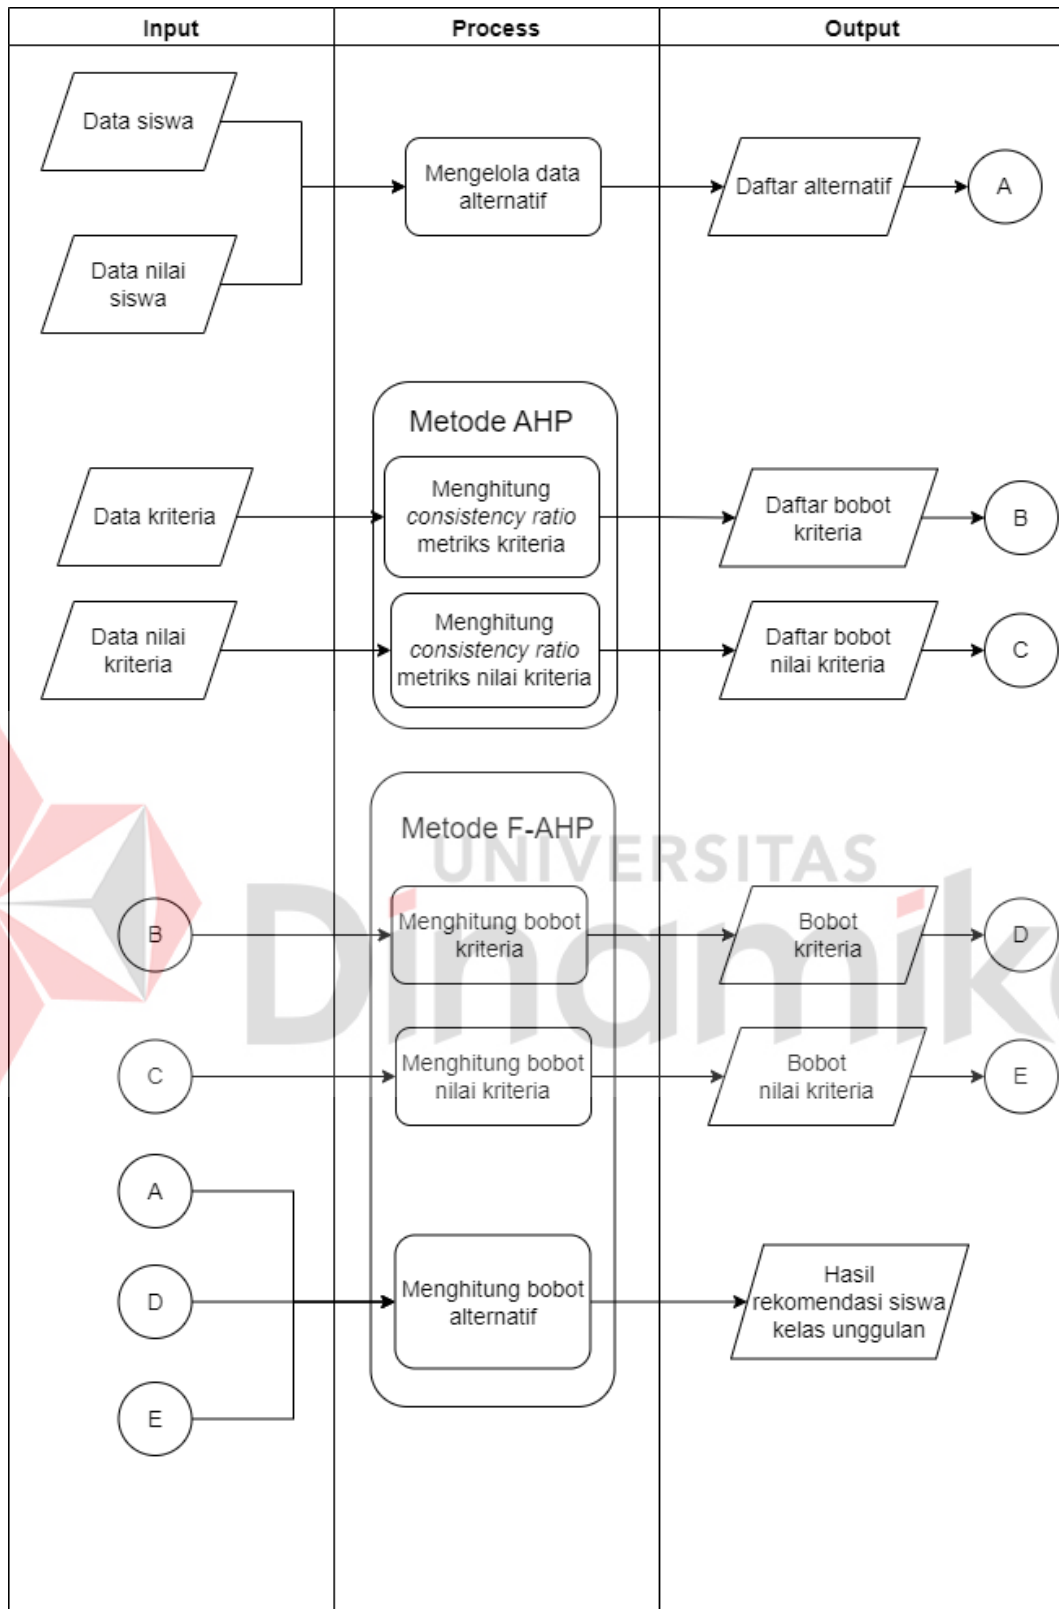 Input
Process
Output
Data siswa
Data nilai
siswa
Mengelola data
alternatif
Daftar alternatif
A
Metode AHP
Data kriteria
Menghitung
consistency ratio
metriks kriteria
Daftar bobot
kriteria
B
Data nilai
kriteria
Menghitung
consistency ratio
metriks nilai kriteria
Daftar bobot
nilai kriteria
C
Metode F-AHP
UNIVERSITAS
Dinamika
B
Menghitung bobot
kriteria
Bobot
kriteria
D
C
Menghitung bobot
nilai kriteria
Bobot
nilai kriteria
E
A
D
E
Menghitung bobot
alternatif
Hasil
rekomendasi siswa
kelas unggulan